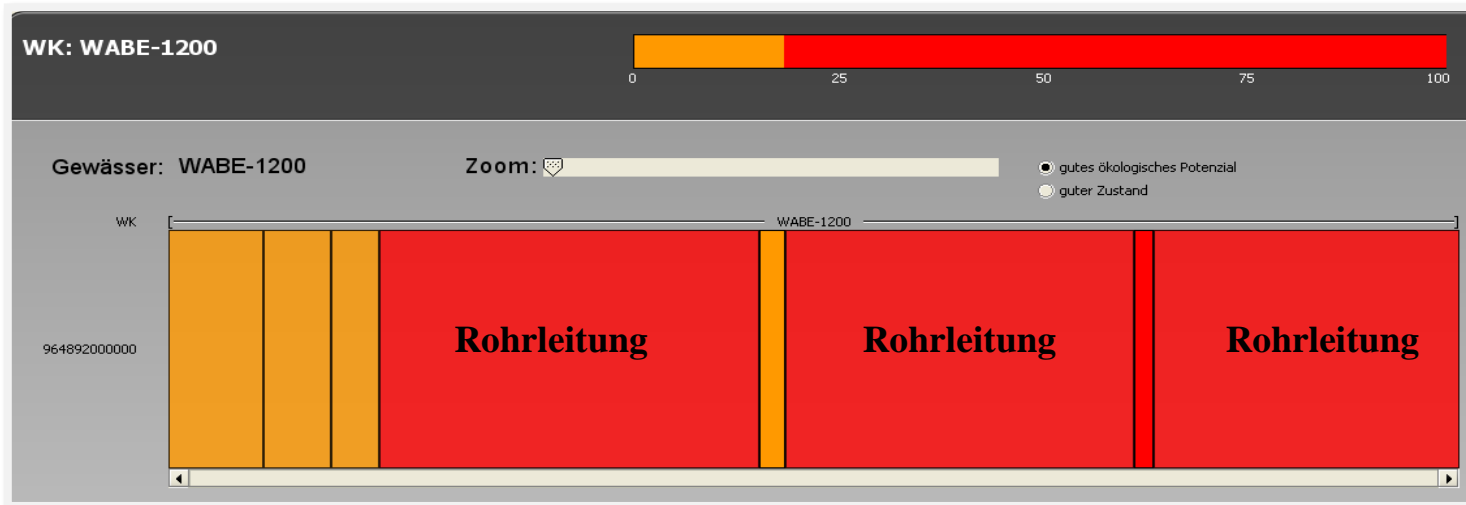 WK: WABE-1200
0 25 50 75 100
Gewässer: WABE-1200 Zoom:
gutes ökologisches Potenzial
guter Zustand
WK [ WABE-1200 ]
964892000000 Rohrleitung Rohrleitung Rohrleitung